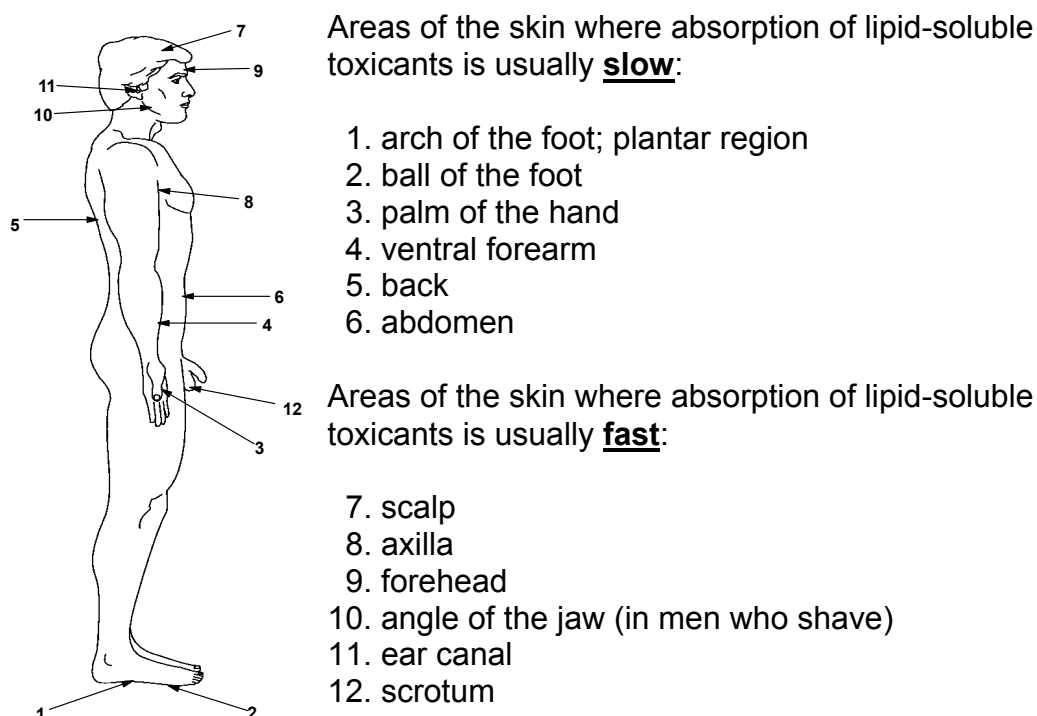 Areas of the skin where absorption of lipid-soluble
toxicants is usually slow:
1. arch of the foot; plantar region
2. ball of the foot
3. palm of the hand
4. ventral forearm
5. back
6. abdomen
Areas of the skin where absorption of lipid-soluble
toxicants is usually fast:
7. scalp
8. axilla
9. forehead
10. angle of the jaw (in men who shave)
11. ear canal
12. scrotum
7
9
11
10
8
5
6
4
12
3
1
2